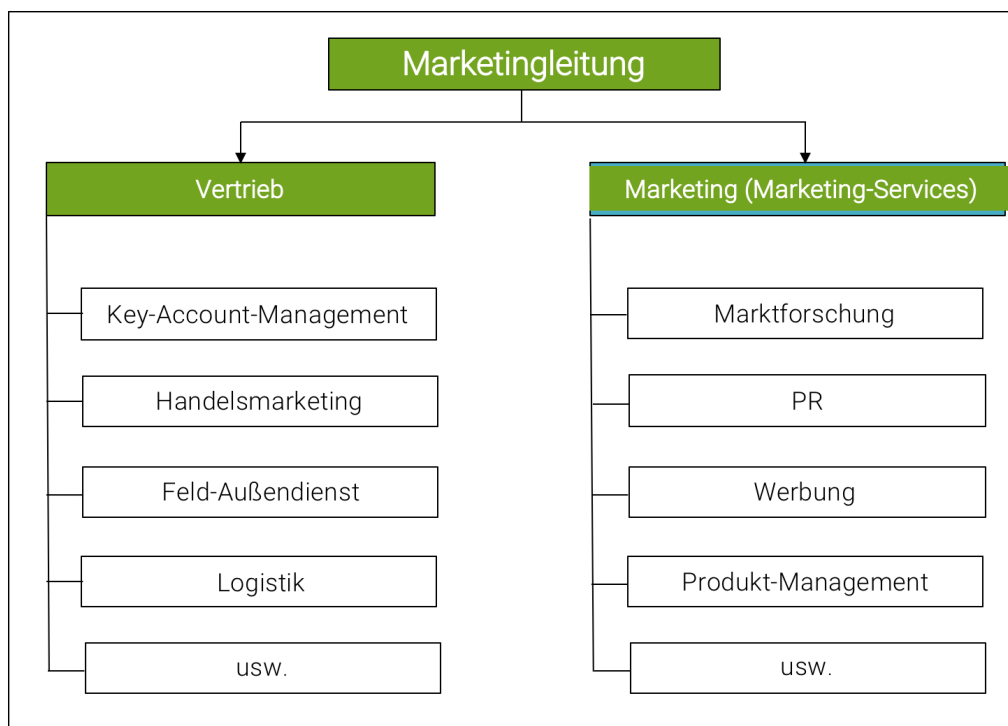 Marketingleitung
Vertrieb
Key-Account-Management
Handelsmarketing
Feld-Außendienst
Logistik
usw.
Marketing (Marketing-Services)
Marktforschung
PR
Werbung
Produkt-Management
usw.